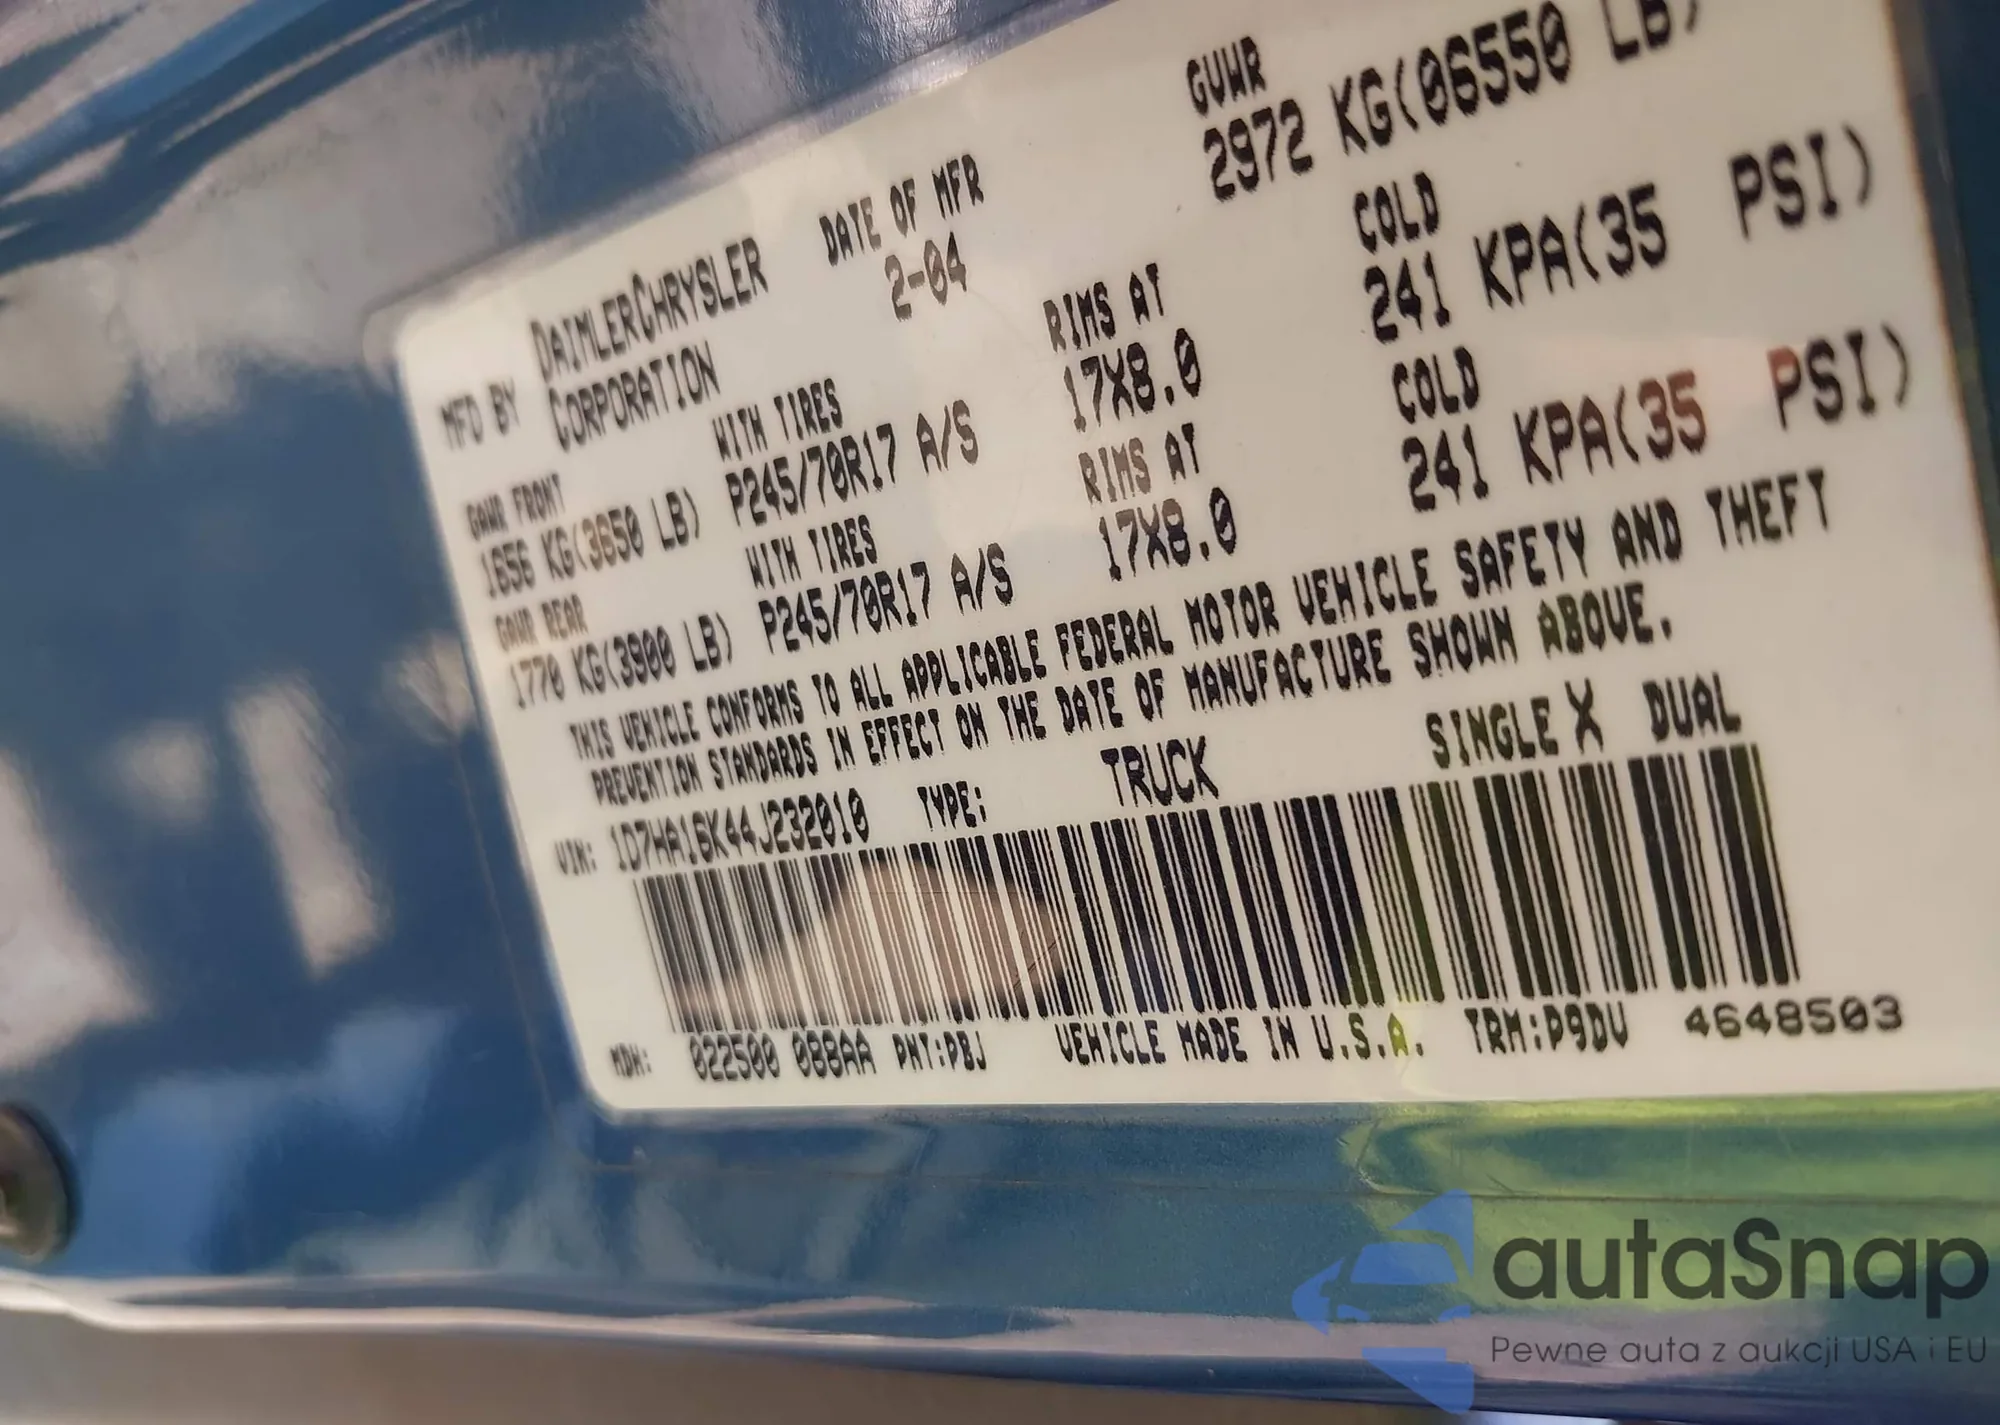 MFD BY DAIMLERCHRYSLER CORPORATION
DATE OF MFR 2-04
GVWR 2972 KG(06550 LB)
GAWR FRONT WITH TIRES RIMS AT COLD
1656 KG(3650 LB) P245/70R17 A/S 17X8.0 241 KPA(35 PSI)
GAWR REAR WITH TIRES RIMS AT COLD
1770 KG(3900 LB) P245/70R17 A/S 17X8.0 241 KPA(35 PSI)
THIS VEHICLE CONFORMS TO ALL APPLICABLE FEDERAL MOTOR VEHICLE SAFETY AND THEFT
PREVENTION STANDARDS IN EFFECT ON THE DATE OF MANUFACTURE SHOWN ABOVE.
VIN: 1D7HA16K44J232010 TYPE: TRUCK SINGLE X DUAL
MDH: 022500 088AA PNT:PBJ VEHICLE MADE IN U.S.A. TRM:P9DV 4648503
autaSnap
Pewne auta z aukcji USA i EU